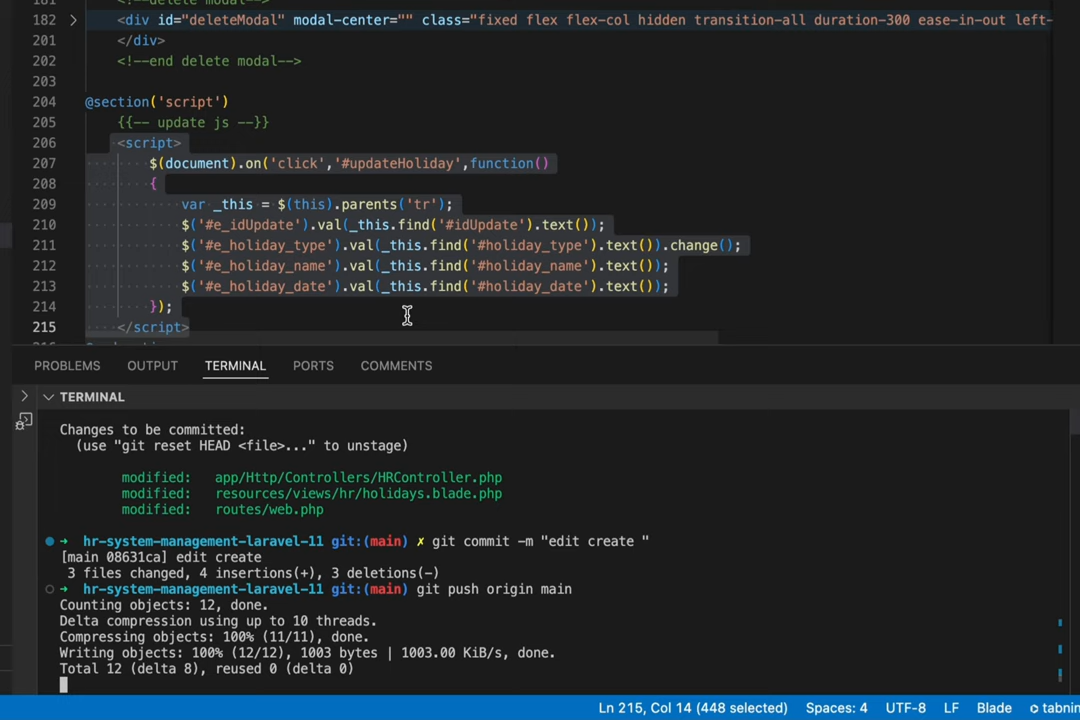 181 <!--delete modal-->
182 <div id="deleteModal" modal-center="" class="fixed flex flex-col hidden transition-all duration-300 ease-in-out left-
201 </div>
202 <!--end delete modal-->
203
204 @section('script')
205 {{-- update js --}}
206 <script>
207 $(document).on('click','#updateHoliday',function()
208 {
209 var _this = $(this).parents('tr');
210 $('#e_idUpdate').val(_this.find('#idUpdate').text());
211 $('#e_holiday_type').val(_this.find('#holiday_type').text()).change();
212 $('#e_holiday_name').val(_this.find('#holiday_name').text());
213 $('#e_holiday_date').val(_this.find('#holiday_date').text());
214 });
215 </script>
PROBLEMS OUTPUT TERMINAL PORTS COMMENTS
TERMINAL
Changes to be committed:
(use "git reset HEAD <file>..." to unstage)
modified: app/Http/Controllers/HRController.php
modified: resources/views/hr/holidays.blade.php
modified: routes/web.php
➜ hr-system-management-laravel-11 git:(main) ✗ git commit -m "edit create "
[main 08631ca] edit create
3 files changed, 4 insertions(+), 3 deletions(-)
➜ hr-system-management-laravel-11 git:(main) git push origin main
Counting objects: 12, done.
Delta compression using up to 10 threads.
Compressing objects: 100% (11/11), done.
Writing objects: 100% (12/12), 1003 bytes | 1003.00 KiB/s, done.
Total 12 (delta 8), reused 0 (delta 0)
Ln 215, Col 14 (448 selected) Spaces: 4 UTF-8 LF Blade tabnin